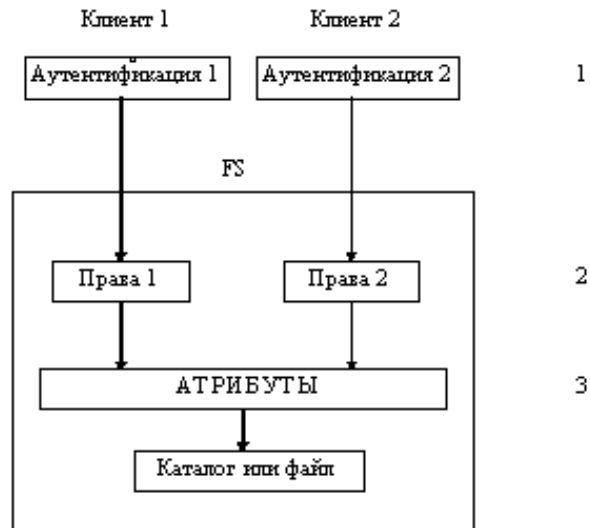 Клиент 1 Клиент 2
Аутентификация 1 Аутентификация 2 1
FS
Права 1 Права 2 2
АТРИБУТЫ 3
Каталог или файл